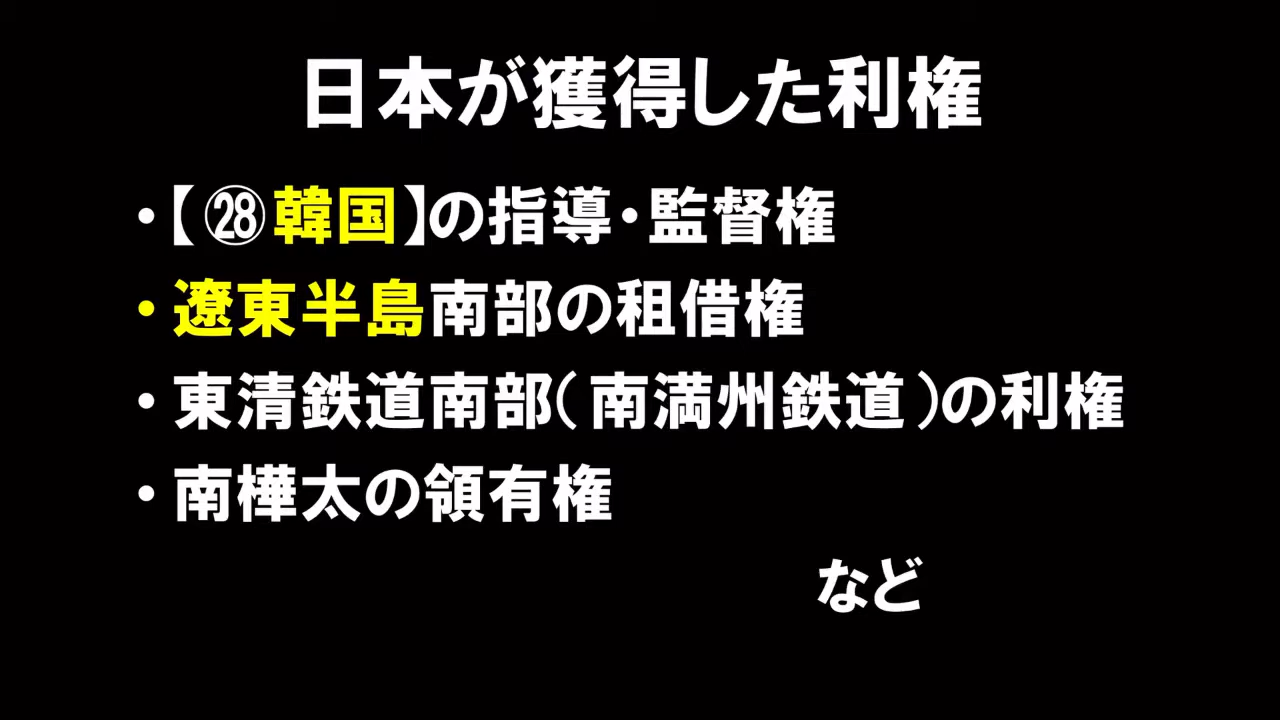 日本が獲得した利権
・【㉘韓国】の指導・監督権
・遼東半島南部の租借権
・東清鉄道南部(南満州鉄道)の利権
・南樺太の領有権
など